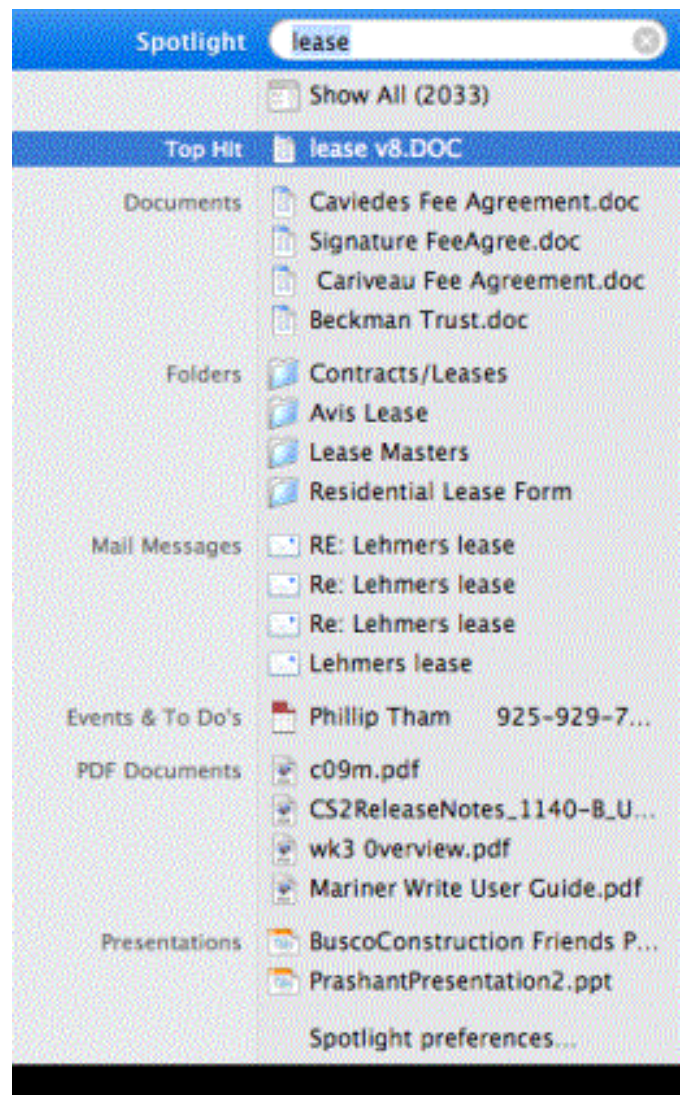 Spotlight lease
Show All (2033)
Top Hit lease v8.DOC
Documents Caviedes Fee Agreement.doc
Signature FeeAgree.doc
Cariveau Fee Agreement.doc
Beckman Trust.doc
Folders Contracts/Leases
Avis Lease
Lease Masters
Residential Lease Form
Mail Messages RE: Lehmers lease
Re: Lehmers lease
Re: Lehmers lease
Lehmers lease
Events & To Do's Phillip Tham 925-929-7...
PDF Documents c09m.pdf
CS2ReleaseNotes_1140-B_U...
wk3 Overview.pdf
Mariner Write User Guide.pdf
Presentations BuscoConstruction Friends P...
PrashantPresentation2.ppt
Spotlight preferences...